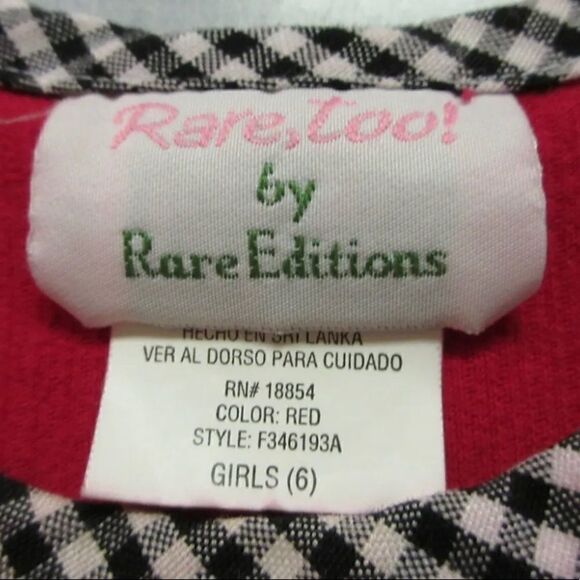 Rare,too!
by
Rare Editions
HECHO EN SRI LANKA
VER AL DORSO PARA CUIDADO
RN# 18854
COLOR: RED
STYLE: F346193A
GIRLS (6)